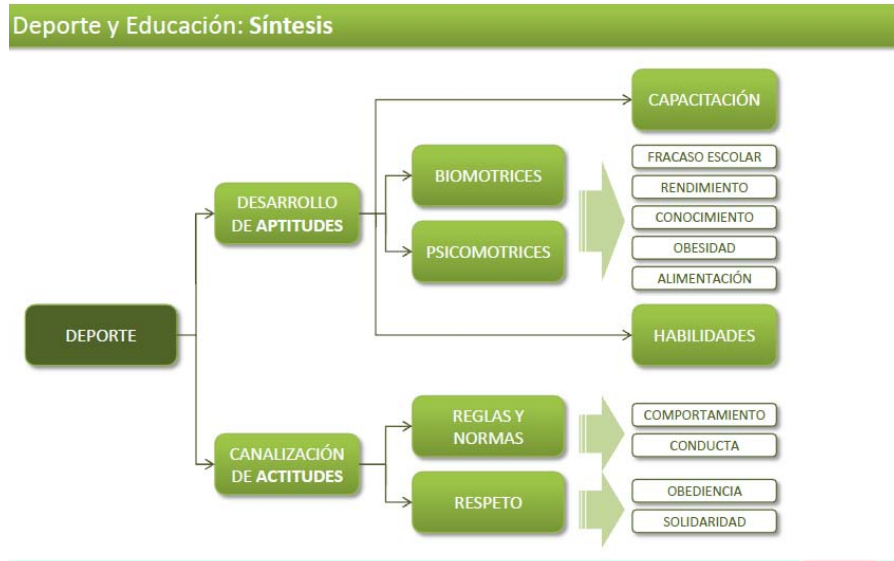 Deporte y Educación: Síntesis
CAPACITACIÓN
FRACASO ESCOLAR
RENDIMIENTO
CONOCIMIENTO
OBESIDAD
ALIMENTACIÓN
BIOMOTRICES
PSICOMOTRICES
DESARROLLO
DE APTITUDES
HABILIDADES
DEPORTE
REGLAS Y
NORMAS
COMPORTAMIENTO
CONDUCTA
CANALIZACIÓN
DE ACTITUDES
RESPETO
OBEDIENCIA
SOLIDARIDAD